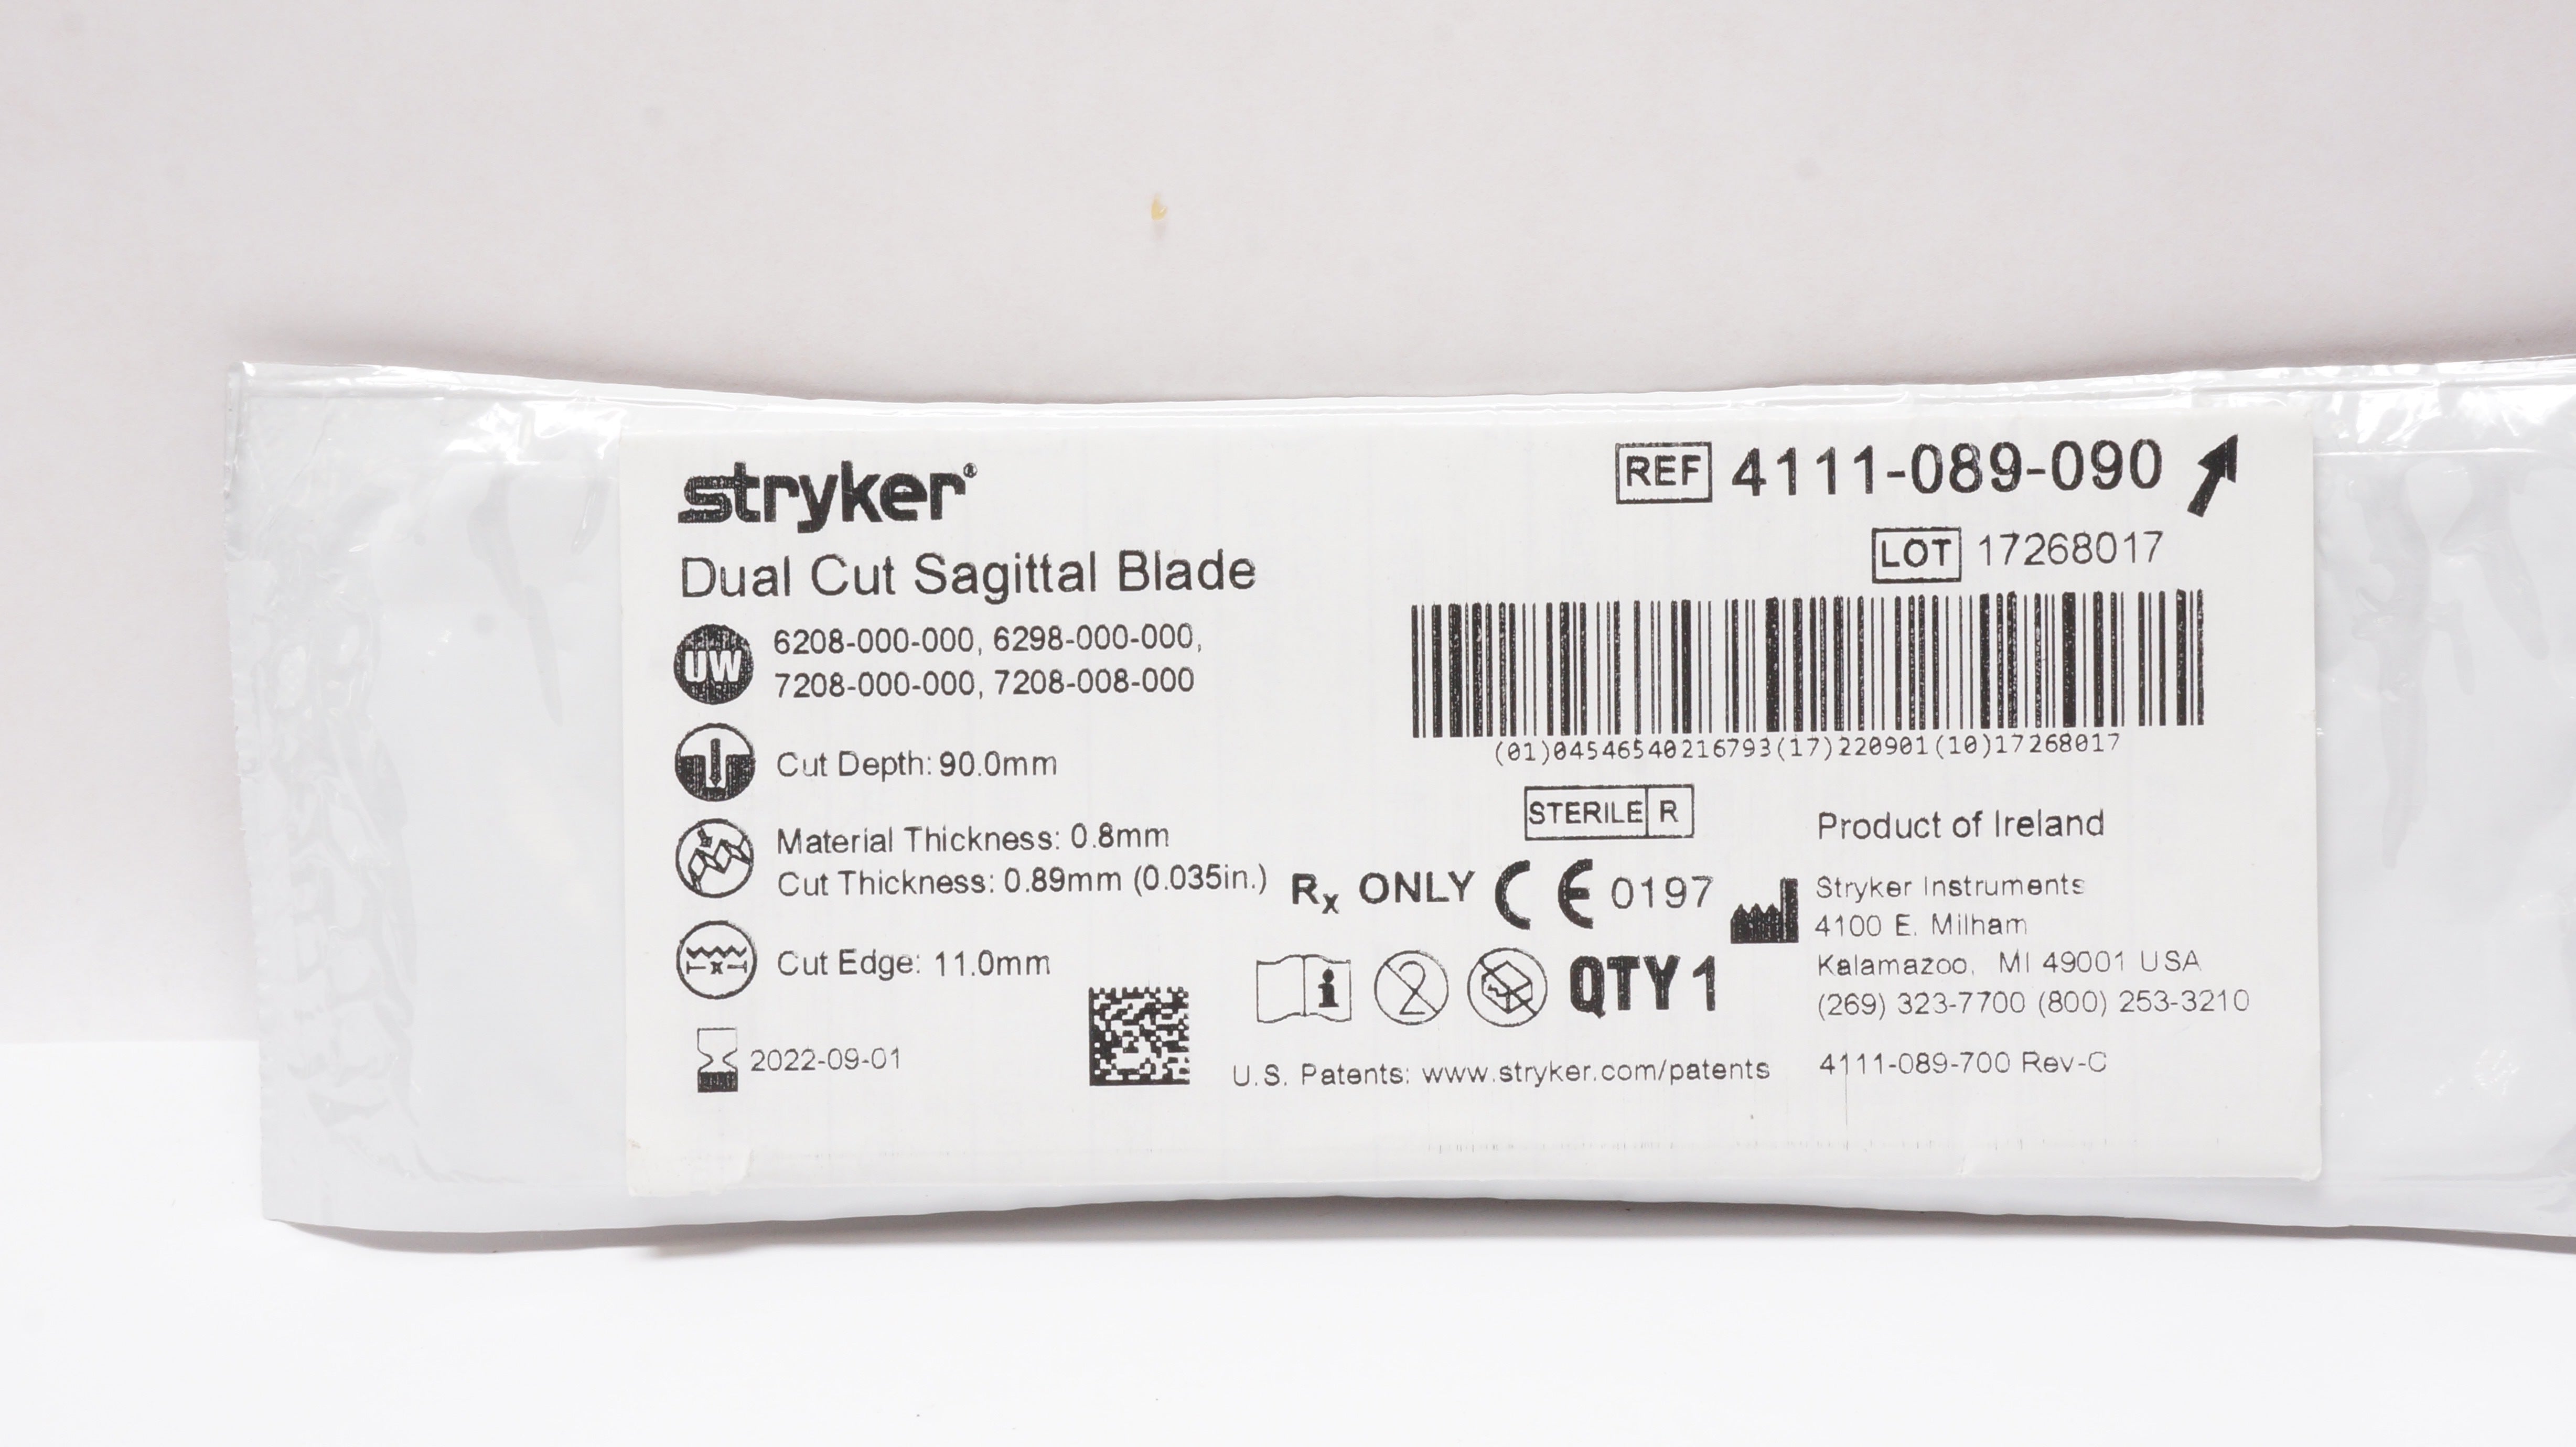 stryker®
Dual Cut Sagittal Blade
UW
6208-000-000, 6298-000-000,
7208-000-000, 7208-008-000
Cut Depth: 90.0mm
Material Thickness: 0.8mm
Cut Thickness: 0.89mm (0.035in.)
x
Cut Edge: 11.0mm
2022-09-01
REF 4111-089-090
LOT 17268017
(01)04546540216793(17)220901(10)17268017
STERILE R
Rx ONLY CE 0197
i 2 QTY 1
U.S. Patents: www.stryker.com/patents
Product of Ireland
Stryker Instruments
4100 E. Milham
Kalamazoo, MI 49001 USA
(269) 323-7700 (800) 253-3210
4111-089-700 Rev-C